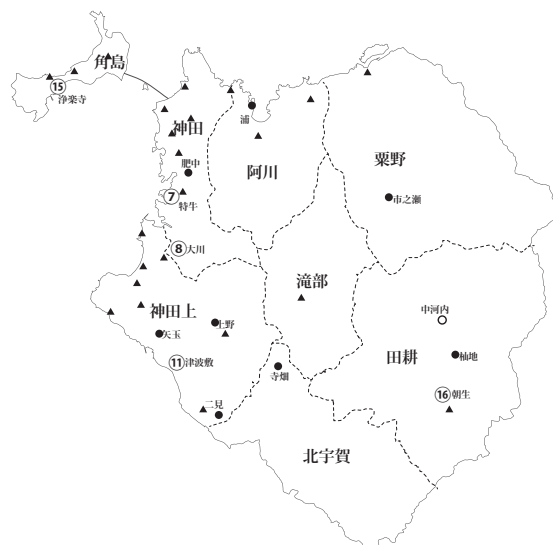 角島
⑮
浄楽寺
神田
浦
阿川
粟野
肥中
⑦
特牛
市之瀬
⑧大川
滝部
神田上
上野
矢玉
中河内
田耕
杣地
⑪津波敷
寺畑
⑯朝生
二見
北宇賀